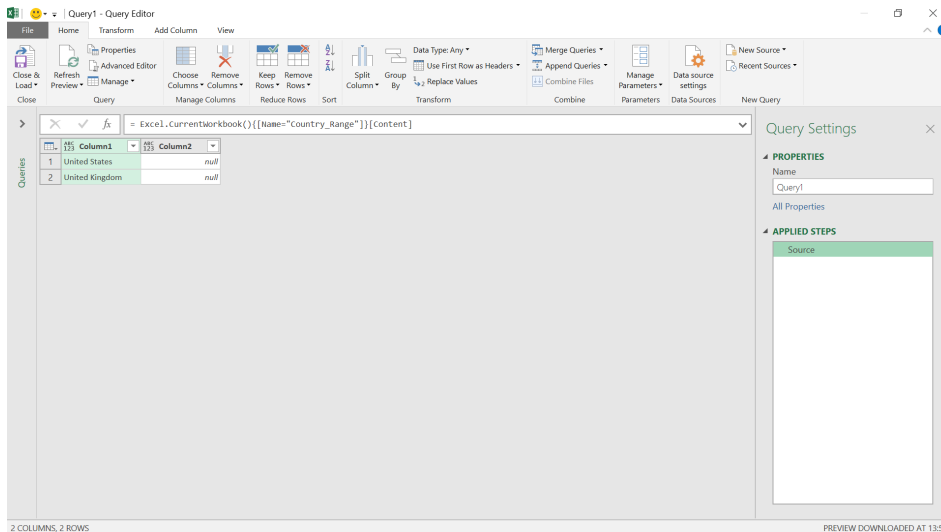 Query1 - Query Editor
File Home Transform Add Column View
Close & Load
Refresh Preview
Properties
Advanced Editor
Manage
Choose Columns
Remove Columns
Keep Rows
Remove Rows
Split Column
Group By
Data Type: Any
Use First Row as Headers
Replace Values
Merge Queries
Append Queries
Combine Files
Manage Parameters
Data source settings
New Source
Recent Sources
Close Query Manage Columns Reduce Rows Sort Transform Combine Parameters Data Sources New Query
fx = Excel.CurrentWorkbook(){[Name="Country_Range"]}[Content]
Queries
ABC 123 Column1 ABC 123 Column2
1 United States null
2 United Kingdom null
Query Settings
PROPERTIES
Name
Query1
All Properties
APPLIED STEPS
Source
2 COLUMNS, 2 ROWS
PREVIEW DOWNLOADED AT